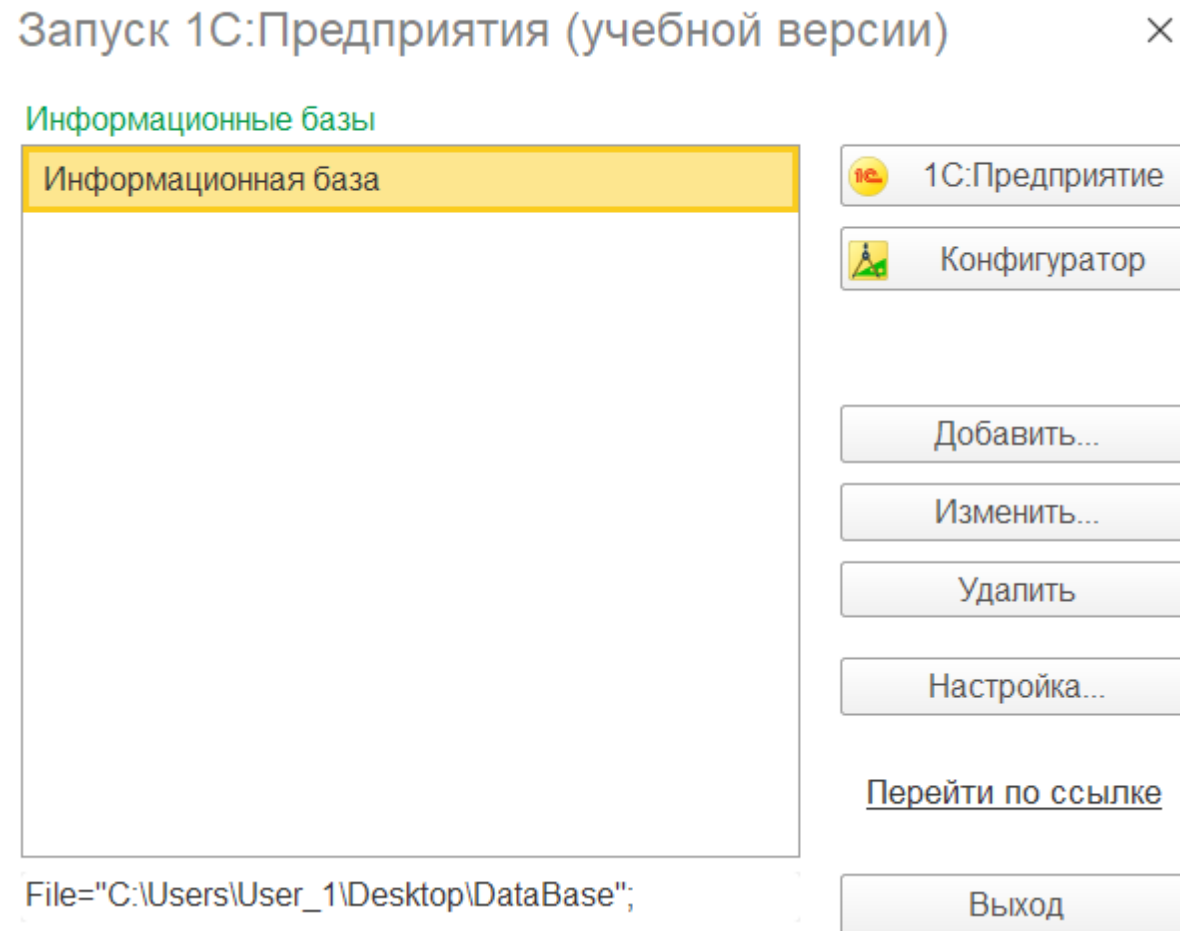 Запуск 1С:Предприятия (учебной версии)
Информационные базы
Информационная база
1С:Предприятие
Конфигуратор
Добавить...
Изменить...
Удалить
Настройка...
Перейти по ссылке
File="C:\Users\User_1\Desktop\DataBase";
Выход